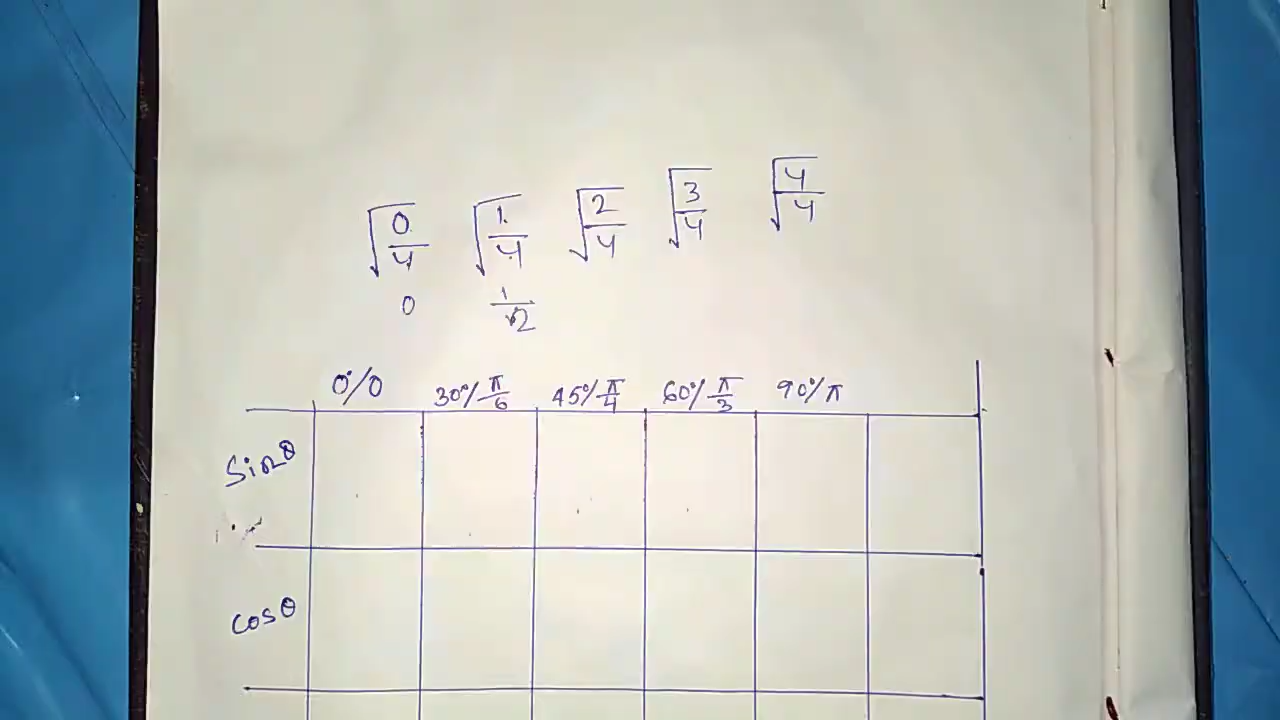 √(0/4) √(1/4) √(2/4) √(3/4) √(4/4)
0 1/√2
0°/0 30°/π/6 45°/π/4 60°/π/3 90°/π
Sinθ
cosθ